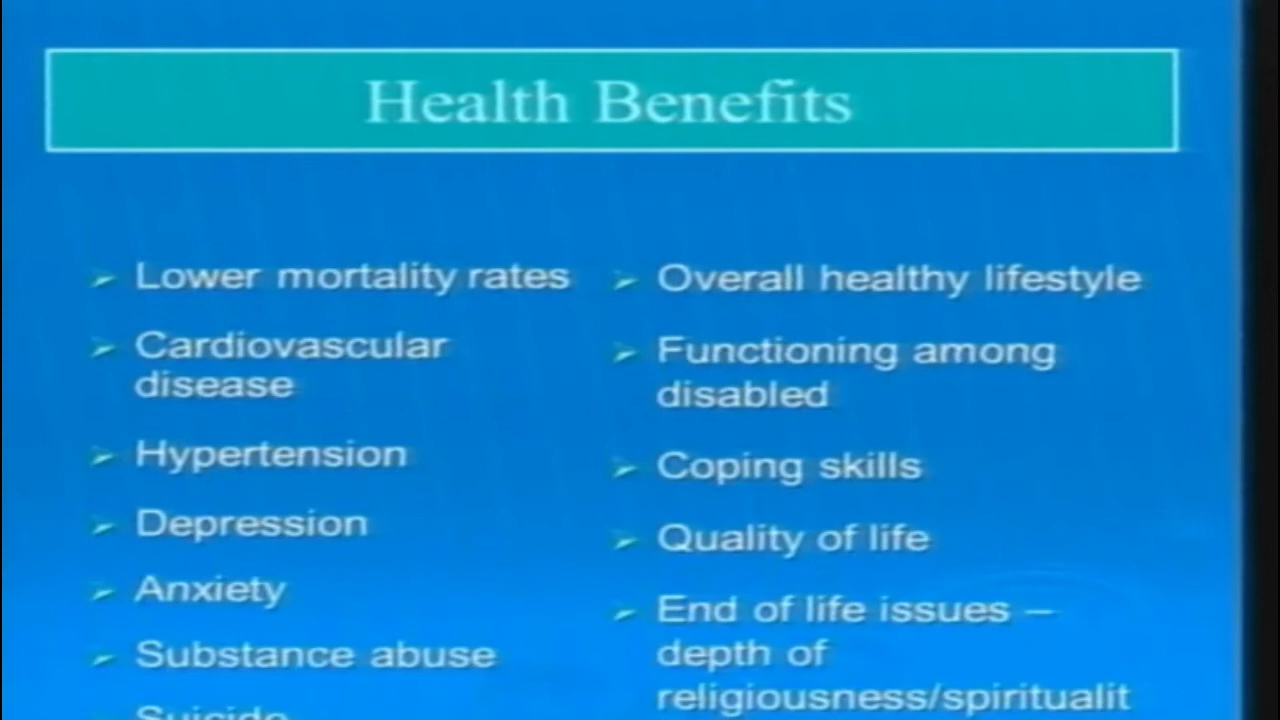 Health Benefits
Lower mortality rates
Cardiovascular
disease
Hypertension
Depression
Anxiety
Substance abuse
Suicide
Overall healthy lifestyle
Functioning among
disabled
Coping skills
Quality of life
End of life issues –
depth of
religiousness/spiritualit